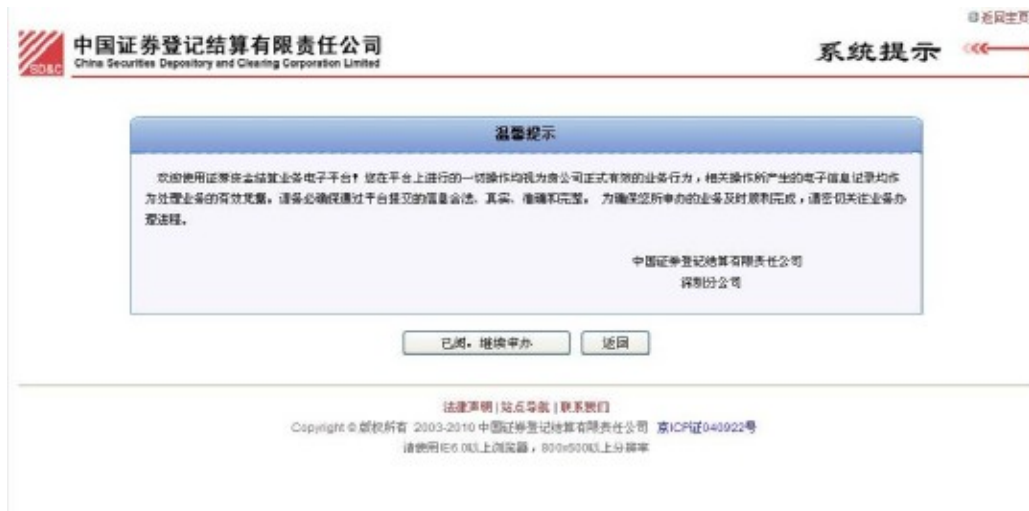 返回主页
中国证券登记结算有限责任公司
China Securities Depository and Clearing Corporation Limited
SD&C
系统提示
温馨提示
欢迎使用证券资金结算业务电子平台！您在平台上进行的一切操作均视为贵公司正式有效的业务行为，相关操作所产生的电子信息记录均作
为处理业务的有效凭据。请务必确保通过平台提交的信息合法、真实、准确和完整。 为确保您所申办的业务及时顺利完成，请密切关注业务办
理进程。
中国证券登记结算有限责任公司
深圳分公司
已阅，继续申办
返回
法律声明 | 站点导航 | 联系我们
Copyright © 版权所有 2003-2010 中国证券登记结算有限责任公司 京ICP证040922号
请使用IE6.0以上浏览器，800x600以上分辨率